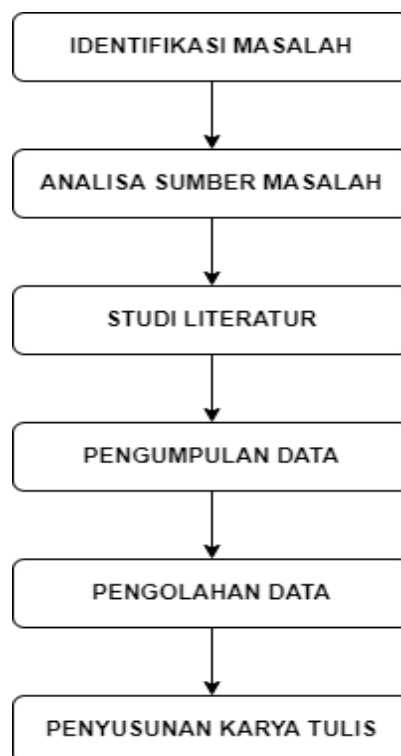 IDENTIFIKASI MASALAH
ANALISA SUMBER MASALAH
STUDI LITERATUR
PENGUMPULAN DATA
PENGOLAHAN DATA
PENYUSUNAN KARYA TULIS